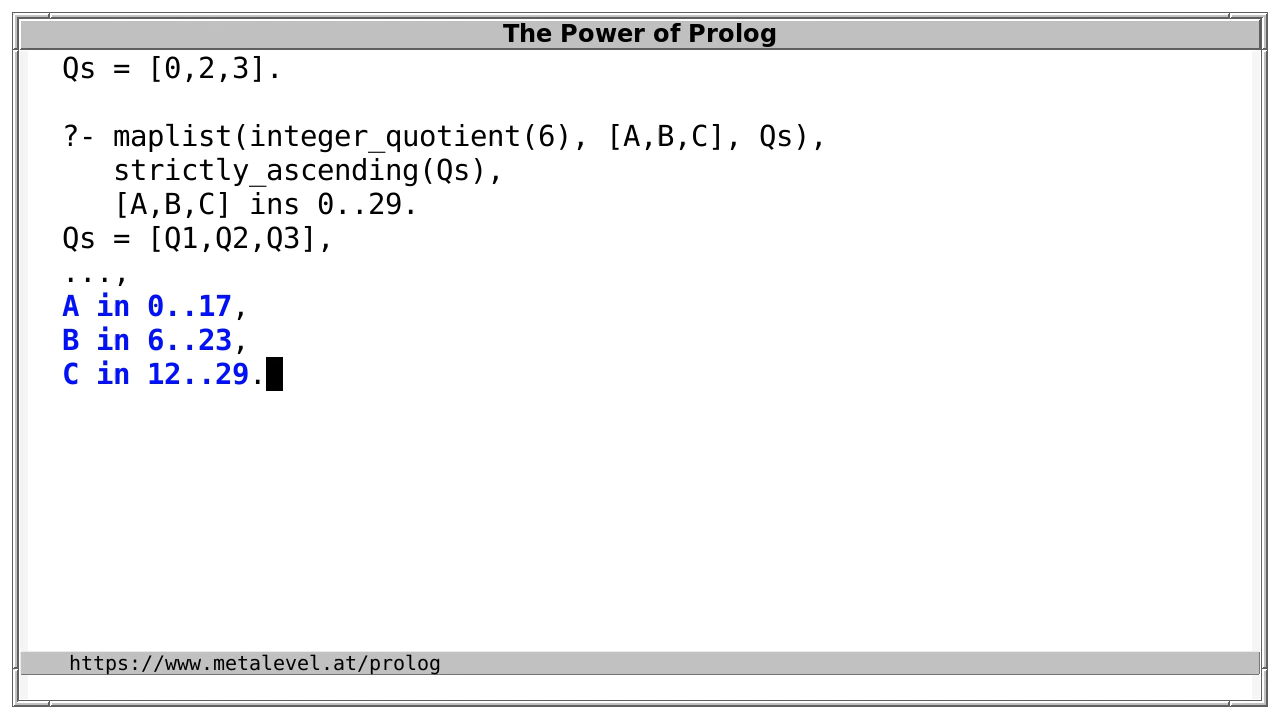 The Power of Prolog
Qs = [0,2,3].
?- maplist(integer_quotient(6), [A,B,C], Qs),
strictly_ascending(Qs),
[A,B,C] ins 0..29.
Qs = [Q1,Q2,Q3],
...,
A in 0..17,
B in 6..23,
C in 12..29.
https://www.metalevel.at/prolog